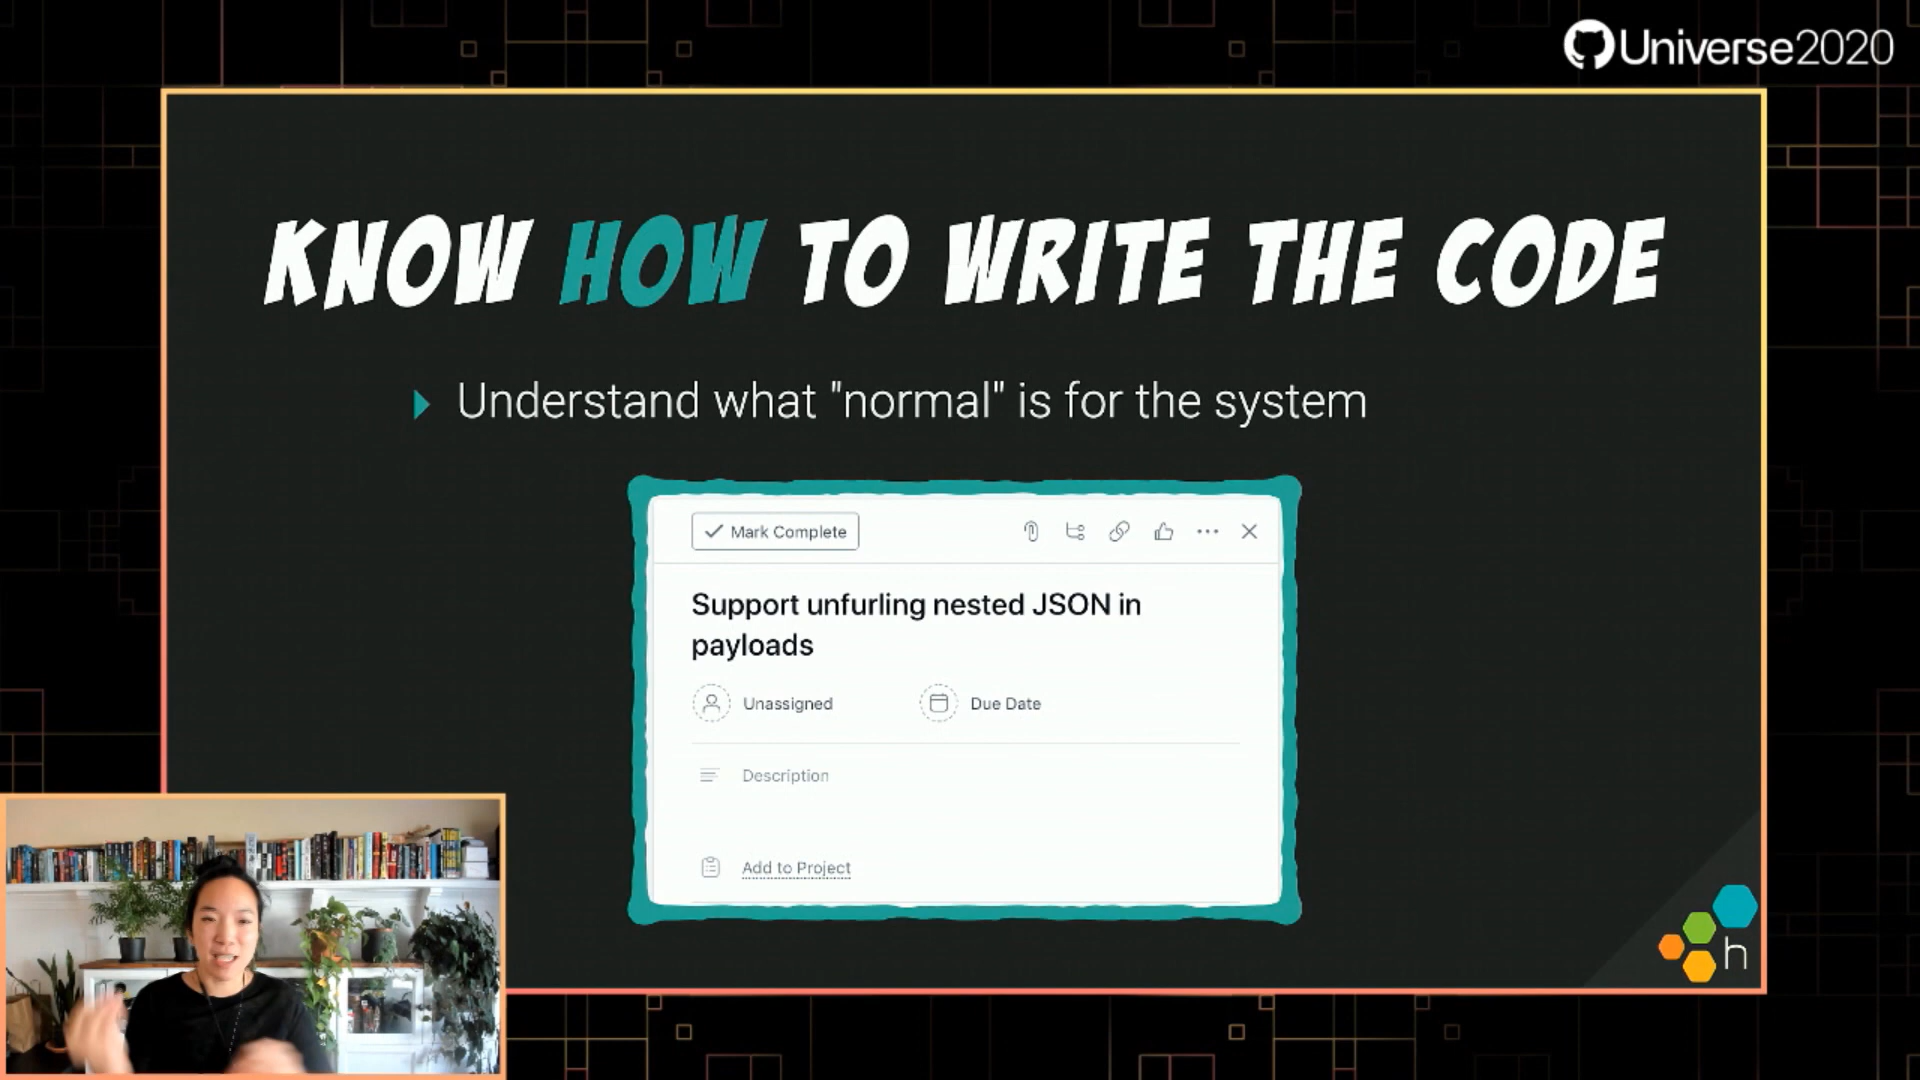 Universe2020
KNOW HOW TO WRITE THE CODE
Understand what "normal" is for the system
Mark Complete
Support unfurling nested JSON in
payloads
Unassigned
Due Date
Description
Add to Project
h